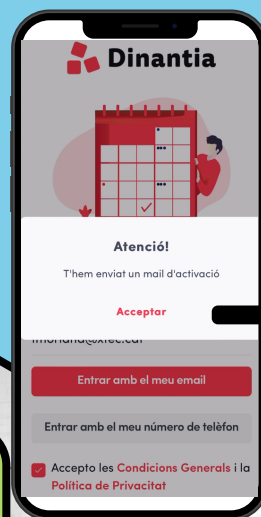 Dinantia
Atenció!
T'hem enviat un mail d'activació
Acceptar
Entrar amb el meu email
Entrar amb el meu número de telèfon
Accepto les Condicions Generals i la
Política de Privacitat